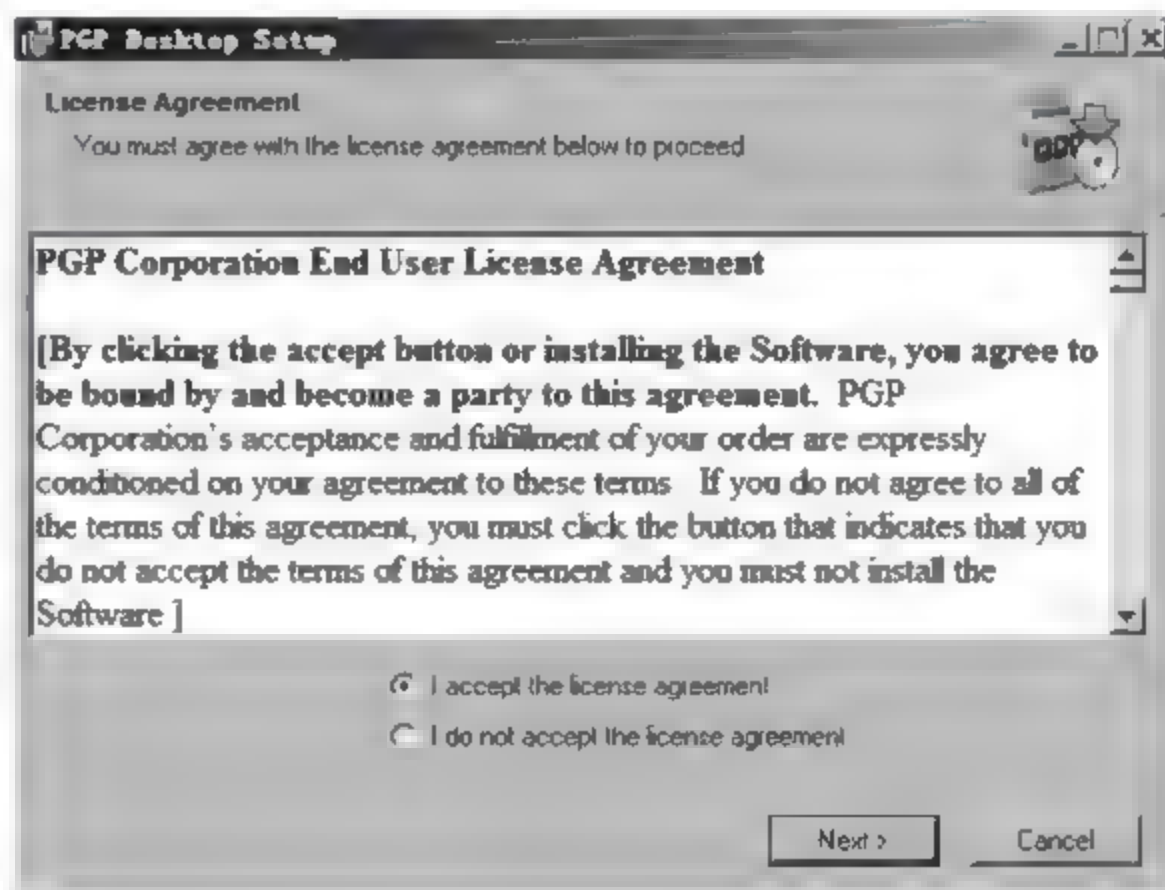 PGP Desktop Setup
License Agreement
You must agree with the license agreement below to proceed
PGP Corporation End User License Agreement
[By clicking the accept button or installing the Software, you agree to
be bound by and become a party to this agreement. PGP
Corporation's acceptance and fulfillment of your order are expressly
conditioned on your agreement to these terms If you do not agree to all of
the terms of this agreement, you must click the button that indicates that you
do not accept the terms of this agreement and you must not install the
Software ]
I accept the license agreement
I do not accept the license agreement
Next >
Cancel